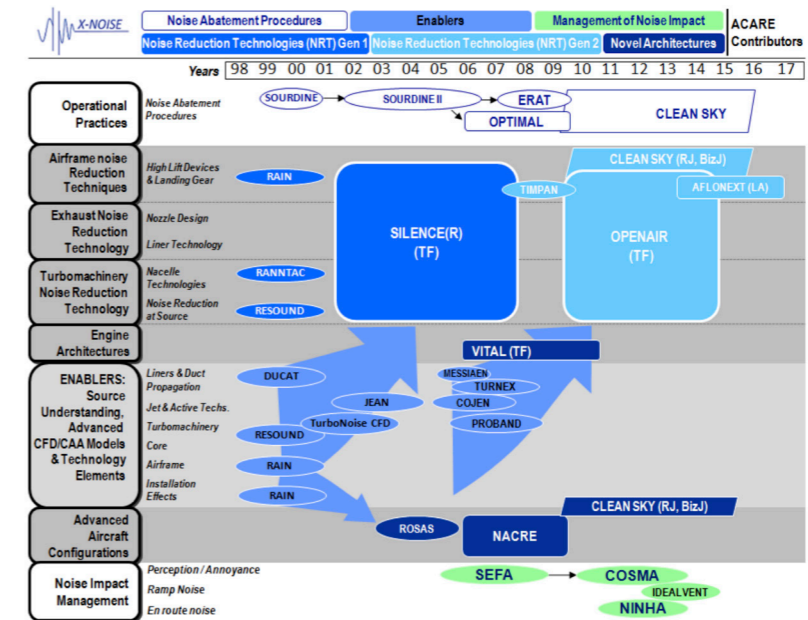 X-NOISE
Noise Abatement Procedures
Enablers
Management of Noise Impact
ACARE
Contributors
Noise Reduction Technologies (NRT) Gen 1
Noise Reduction Technologies (NRT) Gen 2
Novel Architectures
Years 98 99 00 01 02 03 04 05 06 07 08 09 10 11 12 13 14 15 16 17
Operational
Practices
Noise Abatement
Procedures
SOURDINE
SOURDINE II
ERAT
OPTIMAL
CLEAN SKY
Airframe noise
Reduction
Techniques
High Lift Devices
& Landing Gear
RAIN
TIMPAN
CLEAN SKY (RJ, BizJ)
AFLONEXT (LA)
Exhaust Noise
Reduction
Technology
Nozzle Design
Liner Technology
SILENCE(R)
(TF)
OPENAIR
(TF)
Turbomachinery
Noise Reduction
Technology
Nacelle
Technologies
RANNTAC
Noise Reduction
at Source
RESOUND
Engine
Architectures
VITAL (TF)
ENABLERS:
Source
Understanding,
Advanced
CFD/CAA Models
& Technology
Elements
Liners & Duct
Propagation
DUCAT
MESSIAEN
TURNEX
Jet & Active Techs.
JEAN
COJEN
Turbomachinery
RESOUND
TurboNoise CFD
PROBAND
Core
Airframe
RAIN
Installation
Effects
RAIN
Advanced
Aircraft
Configurations
ROSAS
NACRE
CLEAN SKY (RJ, BizJ)
Noise Impact
Management
Perception / Annoyance
SEFA
COSMA
Ramp Noise
IDEALVENT
En route noise
NINHA